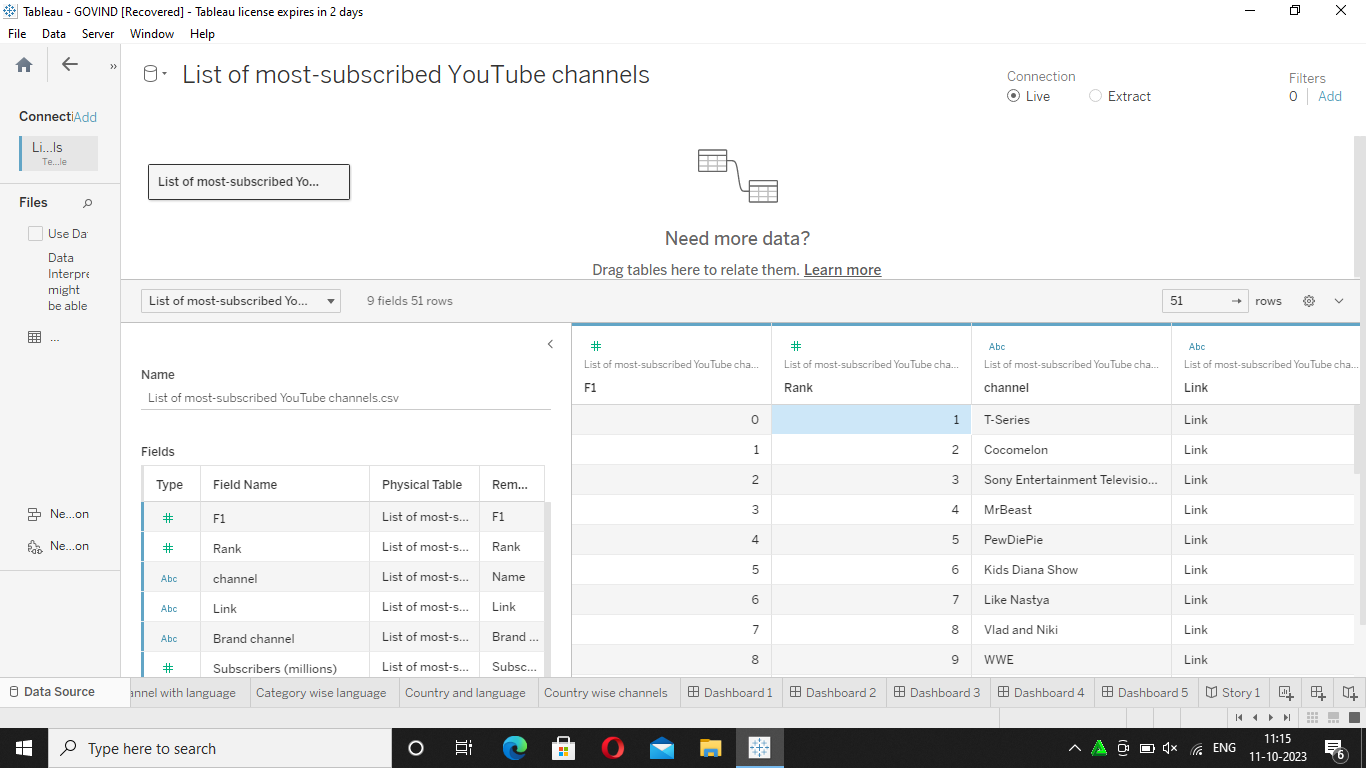 Tableau - GOVIND [Recovered] - Tableau license expires in 2 days
File Data Server Window Help
List of most-subscribed YouTube channels
Connection
Live Extract
Filters
0 Add
Connecti Add
Li...ls
Te...le
Files
Use Da
Data
Interpre
might
be able
...
Ne...on
Ne...on
List of most-subscribed Yo...
Need more data?
Drag tables here to relate them. Learn more
List of most-subscribed Yo... 9 fields 51 rows 51 → rows
Name
List of most-subscribed YouTube channels.csv
Fields
Type Field Name Physical Table Rem...
# F1 List of most-s... F1
# Rank List of most-s... Rank
Abc channel List of most-s... Name
Abc Link List of most-s... Link
Abc Brand channel List of most-s... Brand ...
# Subscribers (millions) List of most-s... Subsc...
# # Abc Abc
List of most-subscribed YouTube cha... List of most-subscribed YouTube cha... List of most-subscribed YouTube cha... List of most-subscribed YouTube cha...
F1 Rank channel Link
0 1 T-Series Link
1 2 Cocomelon Link
2 3 Sony Entertainment Televisio... Link
3 4 MrBeast Link
4 5 PewDiePie Link
5 6 Kids Diana Show Link
6 7 Like Nastya Link
7 8 Vlad and Niki Link
8 9 WWE Link
Data Source annel with language Category wise language Country and language Country wise channels Dashboard 1 Dashboard 2 Dashboard 3 Dashboard 4 Dashboard 5 Story 1
Type here to search
ENG
11:15
11-10-2023
6